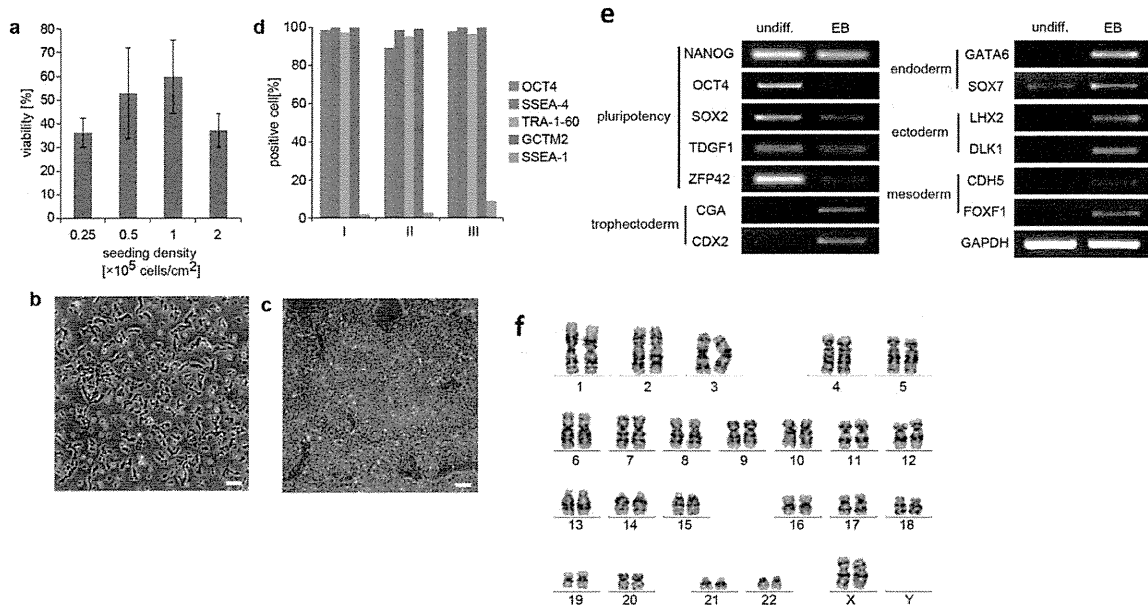 a
viability [%]
80
70
60
50
40
30
20
10
0
0.25 0.5 1 2
seeding density
[×10⁵ cells/cm²]
d
positive cell[%]
100
80
60
40
20
0
I II III
OCT4
SSEA-4
TRA-1-60
GCTM2
SSEA-1
b
c
e
undiff. EB
pluripotency
NANOG
OCT4
SOX2
TDGF1
ZFP42
trophectoderm
CGA
CDX2
undiff. EB
endoderm
GATA6
SOX7
ectoderm
LHX2
DLK1
mesoderm
CDH5
FOXF1
GAPDH
f
1 2 3 4 5
6 7 8 9 10 11 12
13 14 15 16 17 18
19 20 21 22 X Y